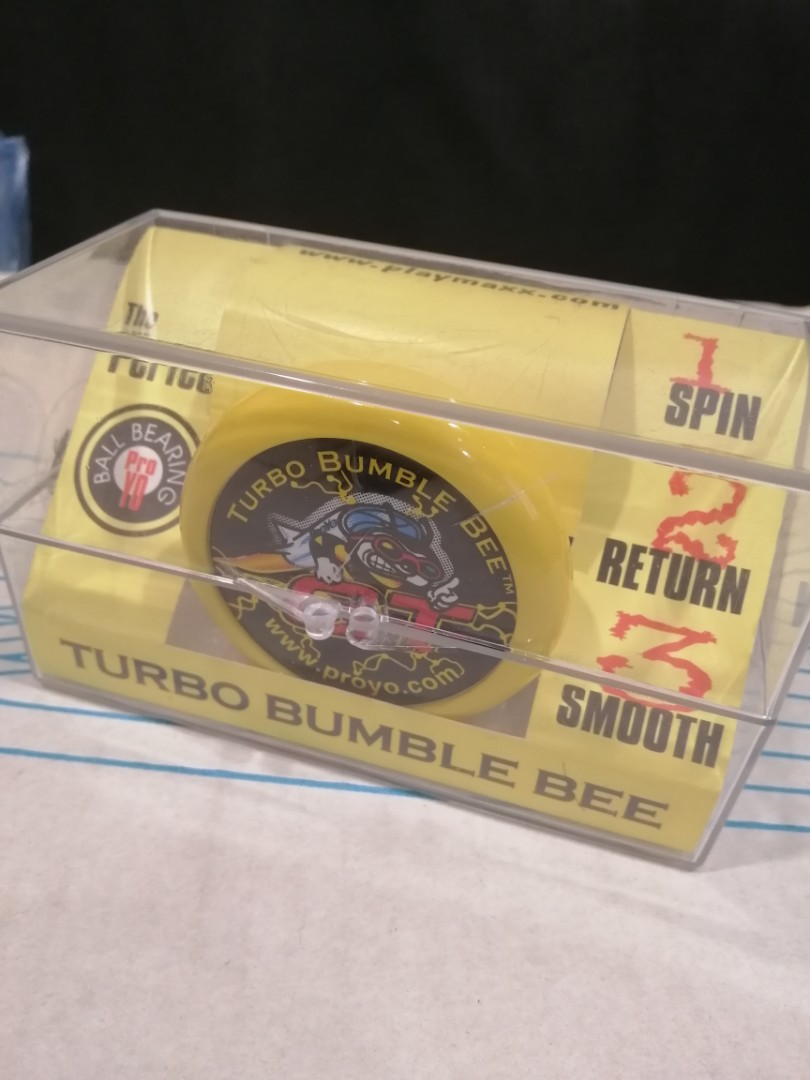 www.playmaxx.com
The
BALL BEARING
Pro
YO
1
SPIN
2
RETURN
3
SMOOTH
TURBO BUMBLE BEE™
GT
www.proyo.com
TURBO BUMBLE BEE